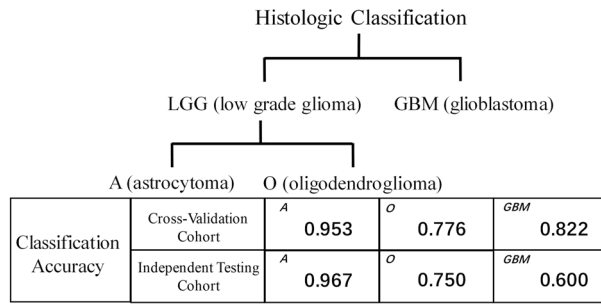 Histologic Classification
LGG (low grade glioma) GBM (glioblastoma)
A (astrocytoma) O (oligodendroglioma)
Classification
Accuracy
Cross-Validation
Cohort
A 0.953 O 0.776 GBM 0.822
Independent Testing
Cohort
A 0.967 O 0.750 GBM 0.600